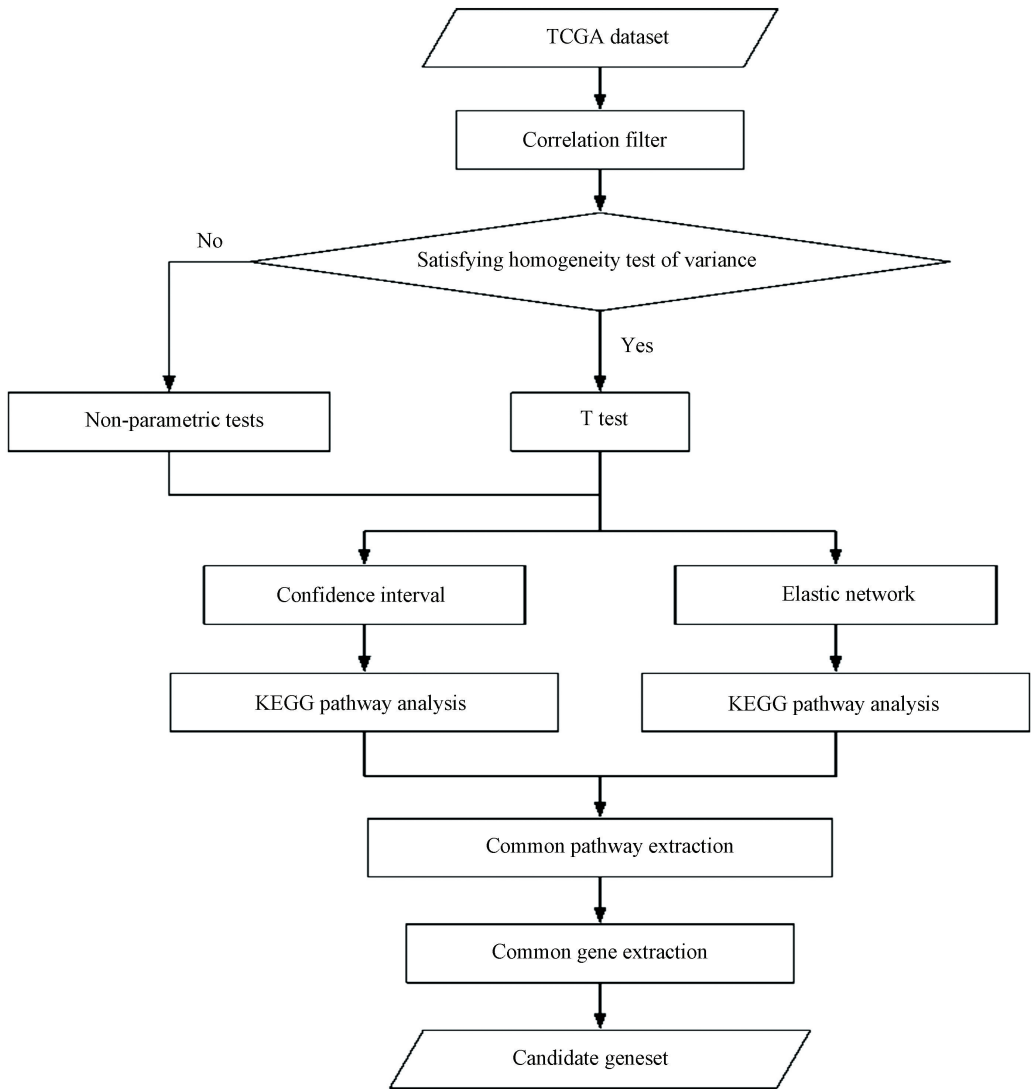 TCGA dataset
Correlation filter
No
Satisfying homogeneity test of variance
Yes
Non-parametric tests
T test
Confidence interval
Elastic network
KEGG pathway analysis
KEGG pathway analysis
Common pathway extraction
Common gene extraction
Candidate geneset